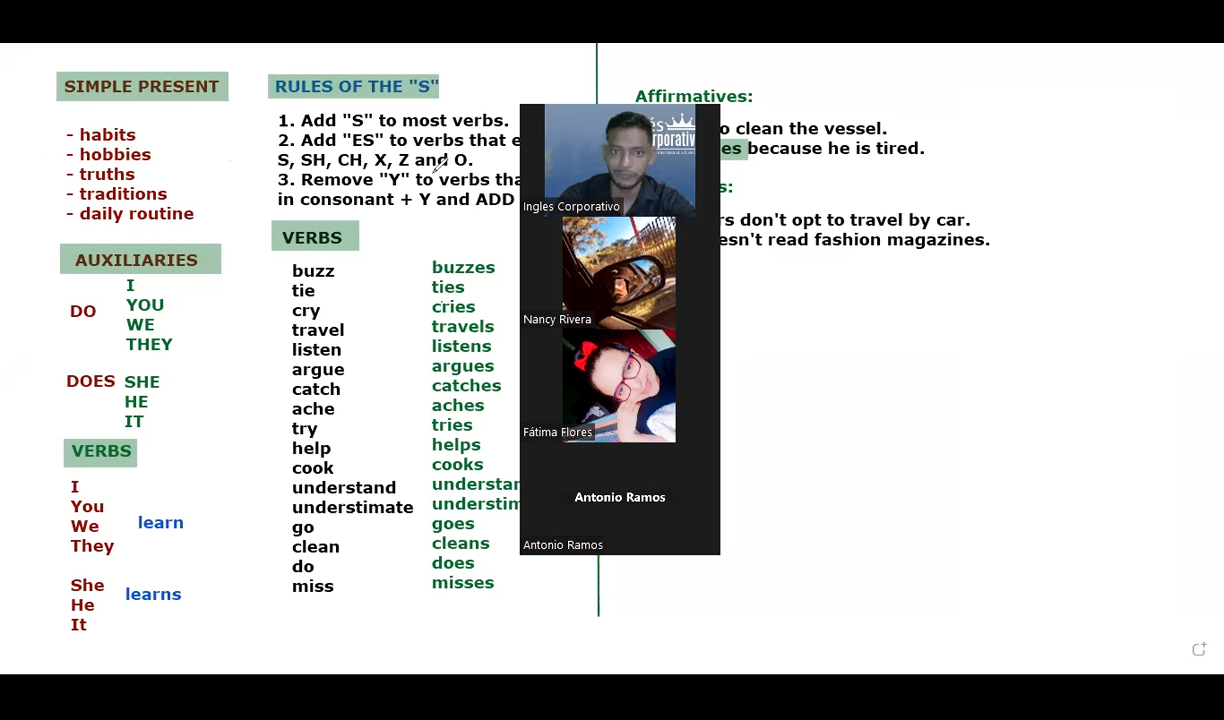 SIMPLE PRESENT
- habits
- hobbies
- truths
- traditions
- daily routine
AUXILIARIES
DO
I
YOU
WE
THEY
DOES
SHE
HE
IT
VERBS
I
You
We
They
learn
She
He
It
learns
RULES OF THE "S"
1. Add "S" to most verbs.
2. Add "ES" to verbs that
S, SH, CH, X, Z and O.
3. Remove "Y" to verbs
in consonant + Y and ADD
VERBS
buzz buzzes
tie ties
cry cries
travel travels
listen listens
argue argues
catch catches
ache aches
try tries
help helps
cook cooks
understand
understimate
go goes
clean cleans
do does
miss misses
Ingles Corporativo
Nancy Rivera
Fátima Flores
Antonio Ramos
Antonio Ramos
Affirmatives:
clean the vessel.
because he is tired.
don't opt to travel by car.
read fashion magazines.